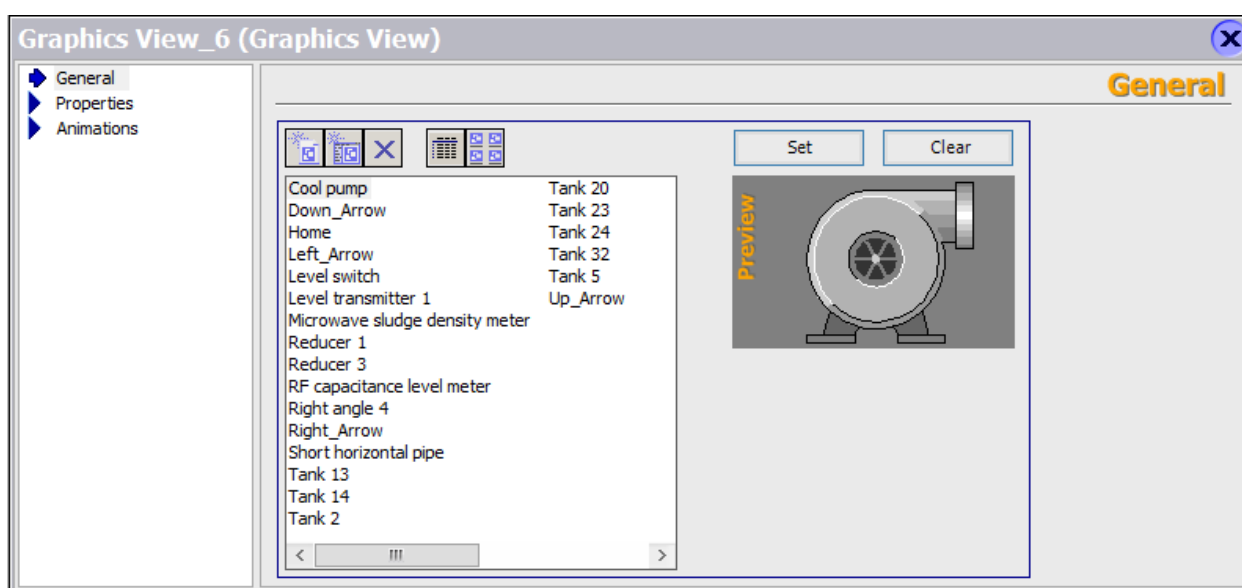 Graphics View_6 (Graphics View)
General
Properties
Animations
General
Set
Clear
Cool pump
Down_Arrow
Home
Left_Arrow
Level switch
Level transmitter 1
Microwave sludge density meter
Reducer 1
Reducer 3
RF capacitance level meter
Right angle 4
Right_Arrow
Short horizontal pipe
Tank 13
Tank 14
Tank 2
Tank 20
Tank 23
Tank 24
Tank 32
Tank 5
Up_Arrow
Preview